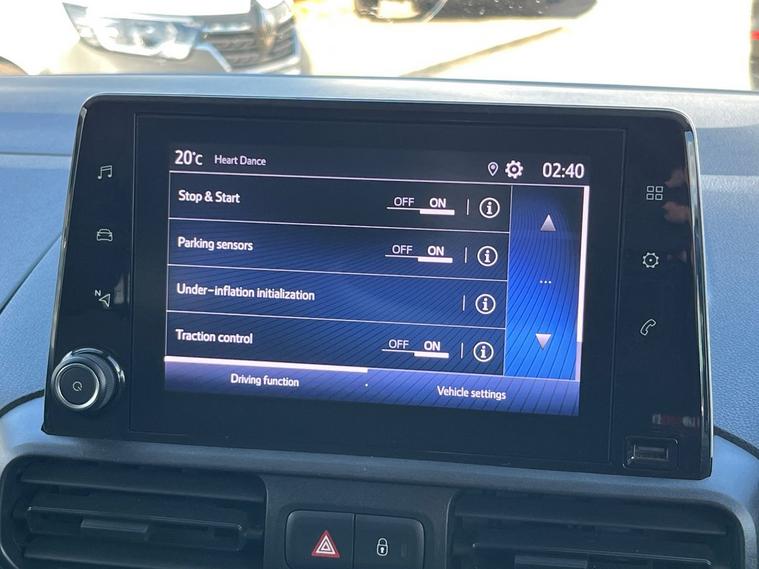 20°C Heart Dance 02:40
Stop & Start OFF ON i
Parking sensors OFF ON i
Under-inflation initialization i
Traction control OFF ON i
Driving function Vehicle settings
N